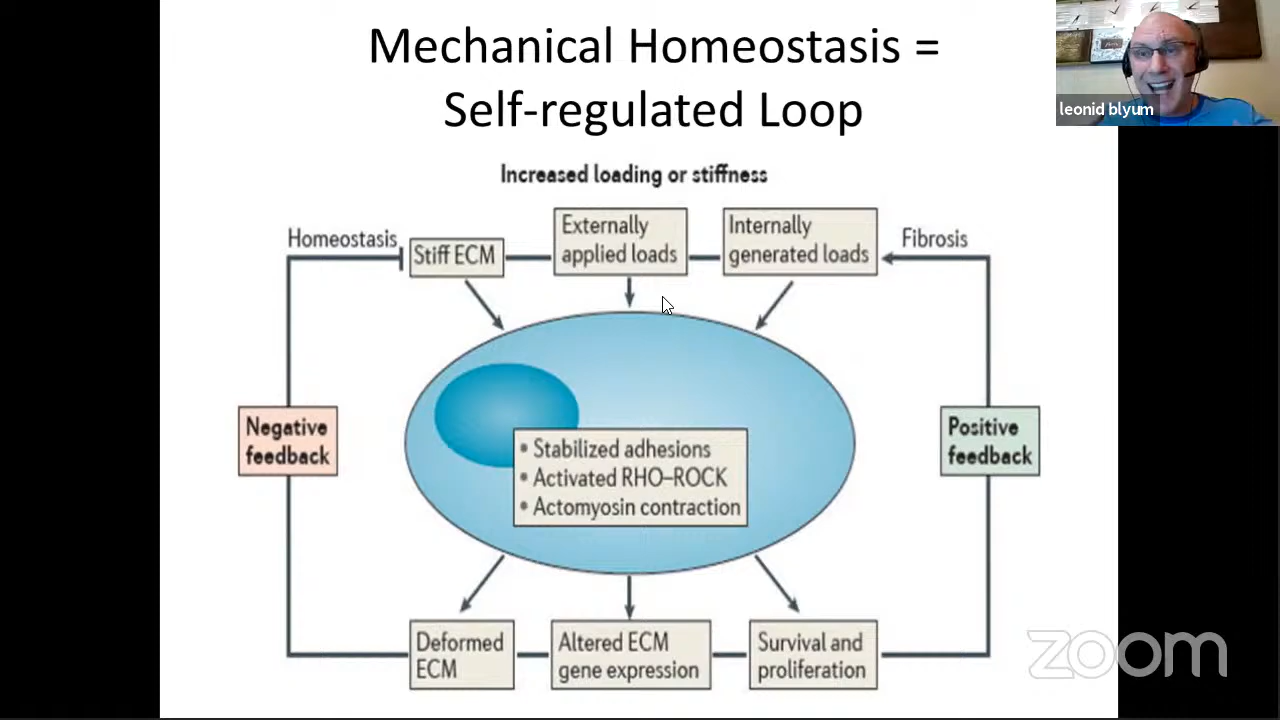 Mechanical Homeostasis =
Self-regulated Loop
leonid blyum
Increased loading or stiffness
Homeostasis
Stiff ECM
Externally
applied loads
Internally
generated loads
Fibrosis
Negative
feedback
• Stabilized adhesions
• Activated RHO–ROCK
• Actomyosin contraction
Positive
feedback
Deformed
ECM
Altered ECM
gene expression
Survival and
proliferation
zoom